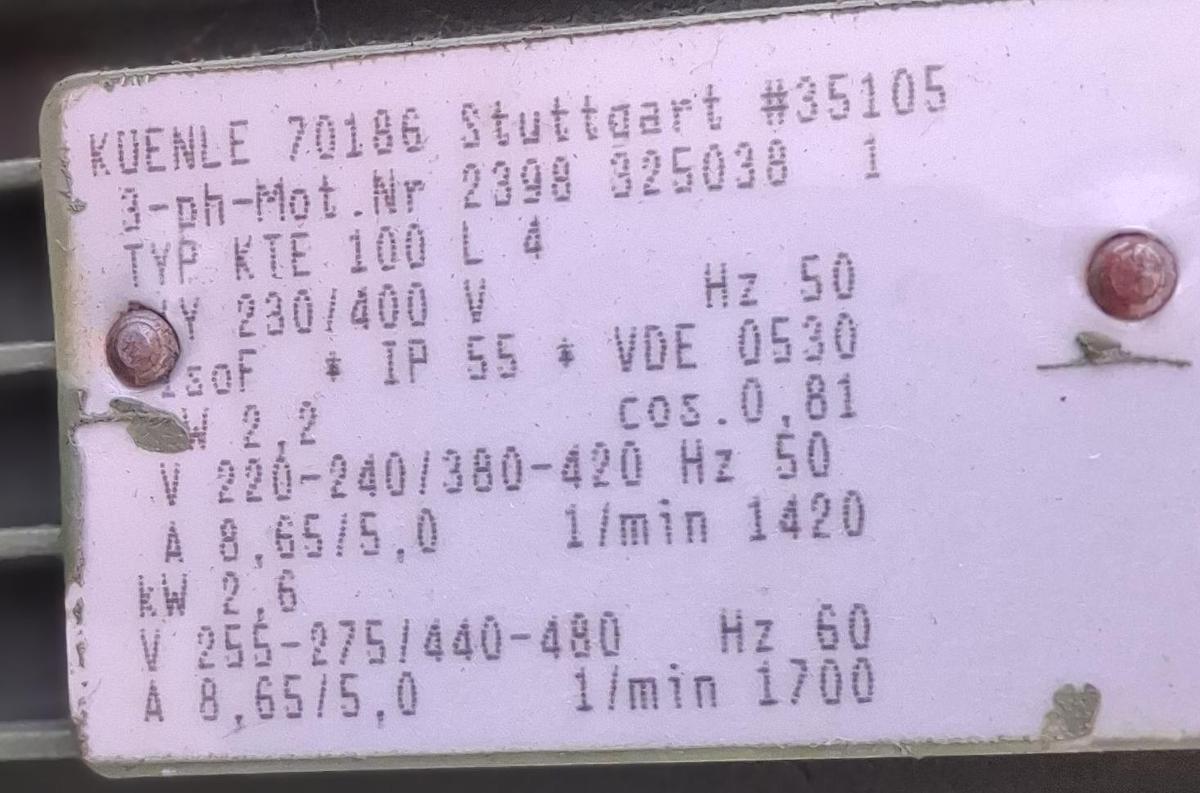 KUENLE 70186 Stuttgart #35105
3-ph-Mot.Nr 2398 325038 1
TYP KTE 100 L 4
Y 230/400 V Hz 50
IsoF * IP 55 * VDE 0530
W 2,2 cos.0,81
V 220-240/380-420 Hz 50
A 8,65/5,0 1/min 1420
KW 2,6
V 255-275/440-480 Hz 60
A 8,65/5,0 1/min 1700